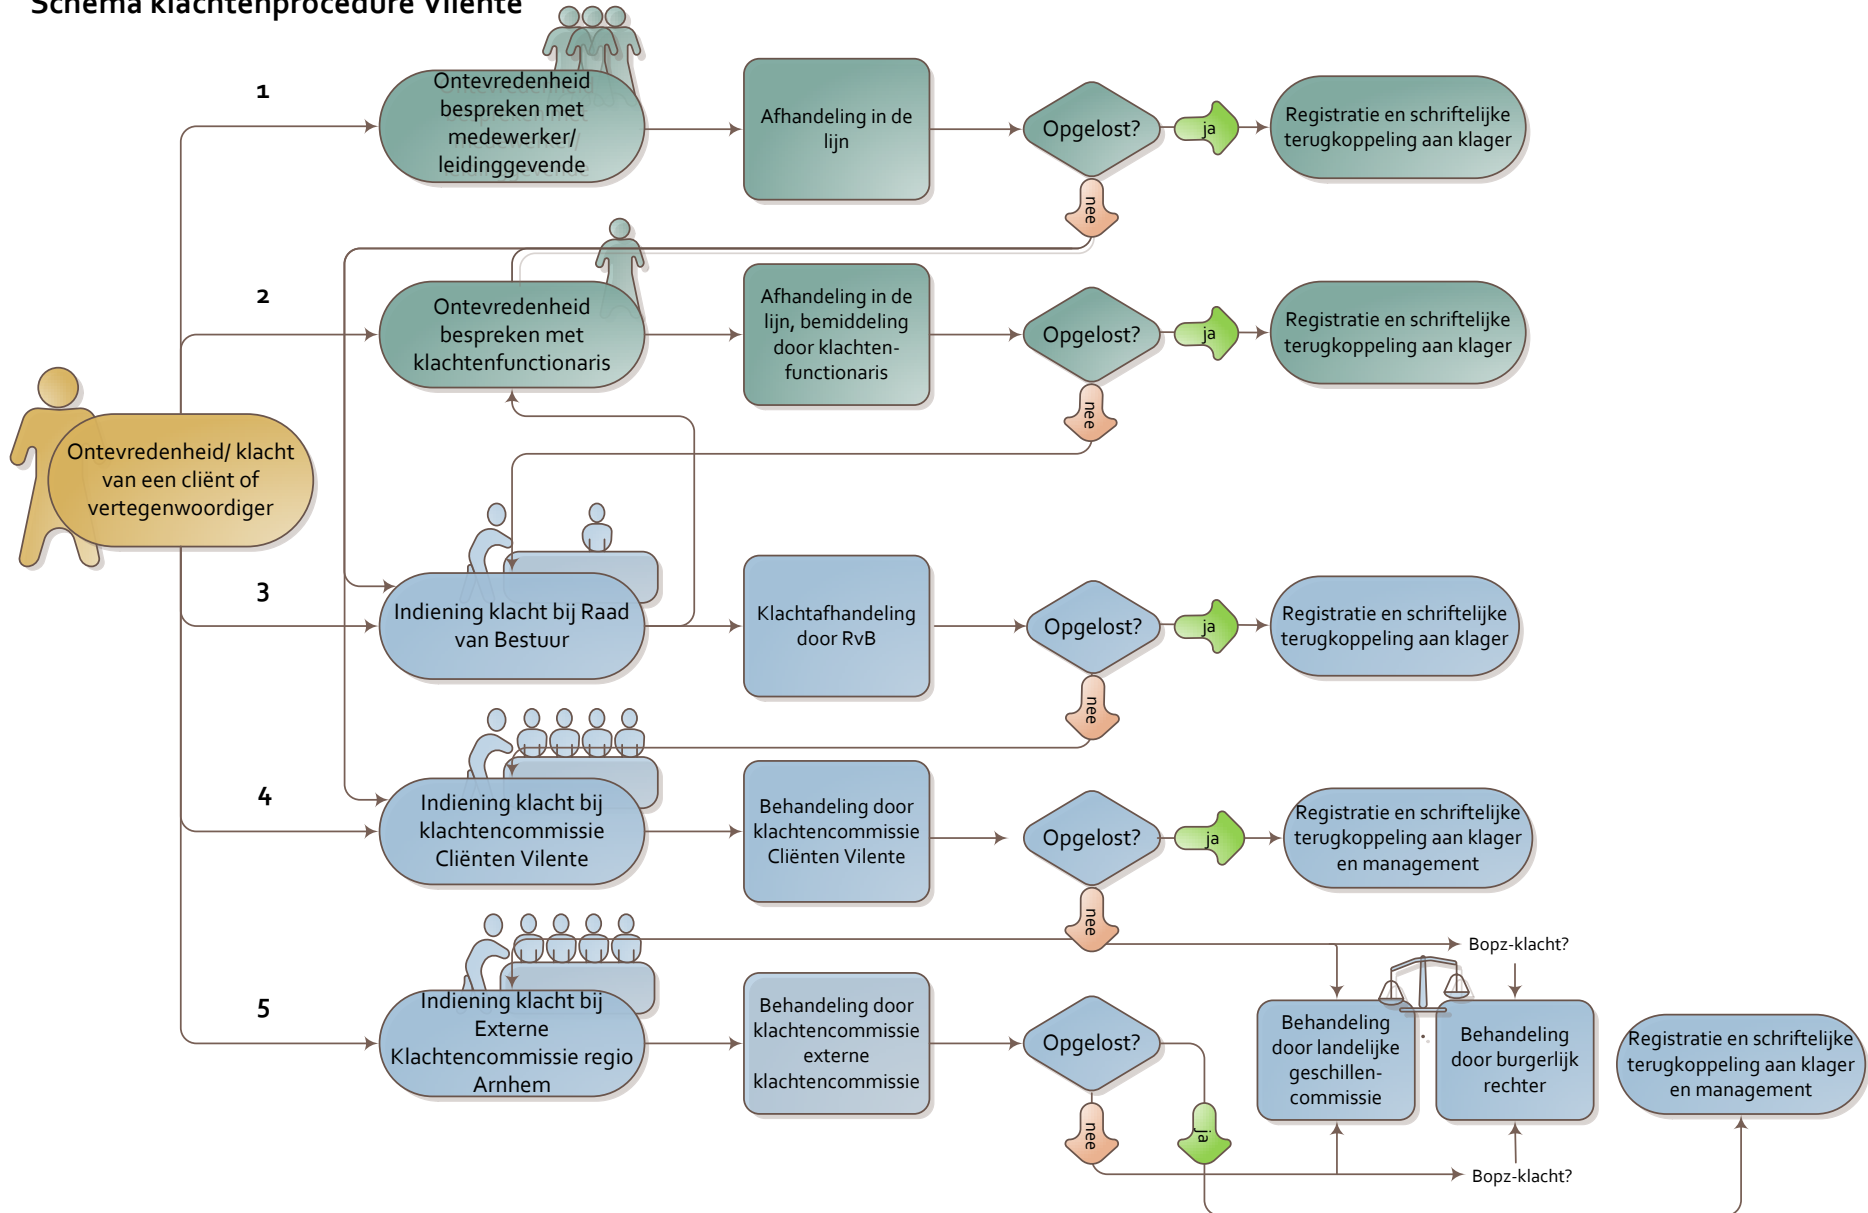 Schema klachtenprocedure Vilente
1
Ontevredenheid
bespreken met
medewerker/
leidinggevende
Afhandeling in de
lijn
Opgelost?
ja
Registratie en schriftelijke
terugkoppeling aan klager
nee
2
Ontevredenheid
bespreken met
klachtenfunctionaris
Afhandeling in de
lijn, bemiddeling
door klachten-
functionaris
Opgelost?
ja
Registratie en schriftelijke
terugkoppeling aan klager
nee
Ontevredenheid/ klacht
van een cliënt of
vertegenwoordiger
3
Indiening klacht bij Raad
van Bestuur
Klachtafhandeling
door RvB
Opgelost?
ja
Registratie en schriftelijke
terugkoppeling aan klager
nee
4
Indiening klacht bij
klachtencommissie
Cliënten Vilente
Behandeling door
klachtencommissie
Cliënten Vilente
Opgelost?
ja
Registratie en schriftelijke
terugkoppeling aan klager
en management
nee
Bopz-klacht?
5
Indiening klacht bij
Externe
Klachtencommissie regio
Arnhem
Behandeling door
klachtencommissie
externe
klachtencommissie
Opgelost?
Behandeling
door landelijke
geschillen-
commissie
Behandeling
door burgerlijk
rechter
Registratie en schriftelijke
terugkoppeling aan klager
en management
nee
ja
Bopz-klacht?